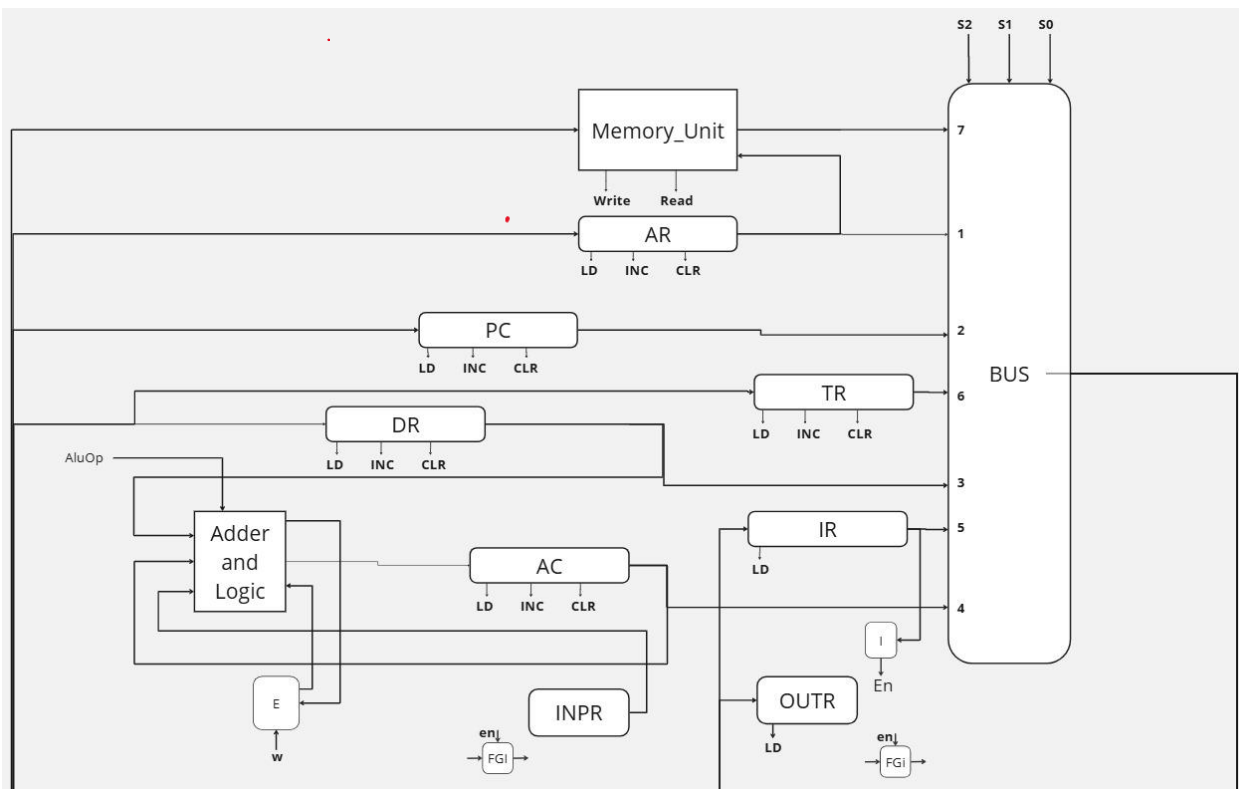 S2 S1 S0
Memory_Unit
7
Write Read
AR
1
LD INC CLR
PC
2
LD INC CLR
BUS
TR
6
LD INC CLR
DR
LD INC CLR
AluOp
3
Adder
and
Logic
IR
5
LD
AC
LD INC CLR
4
I
En
E
w
INPR
OUTR
LD
en
FGI
en
FGi